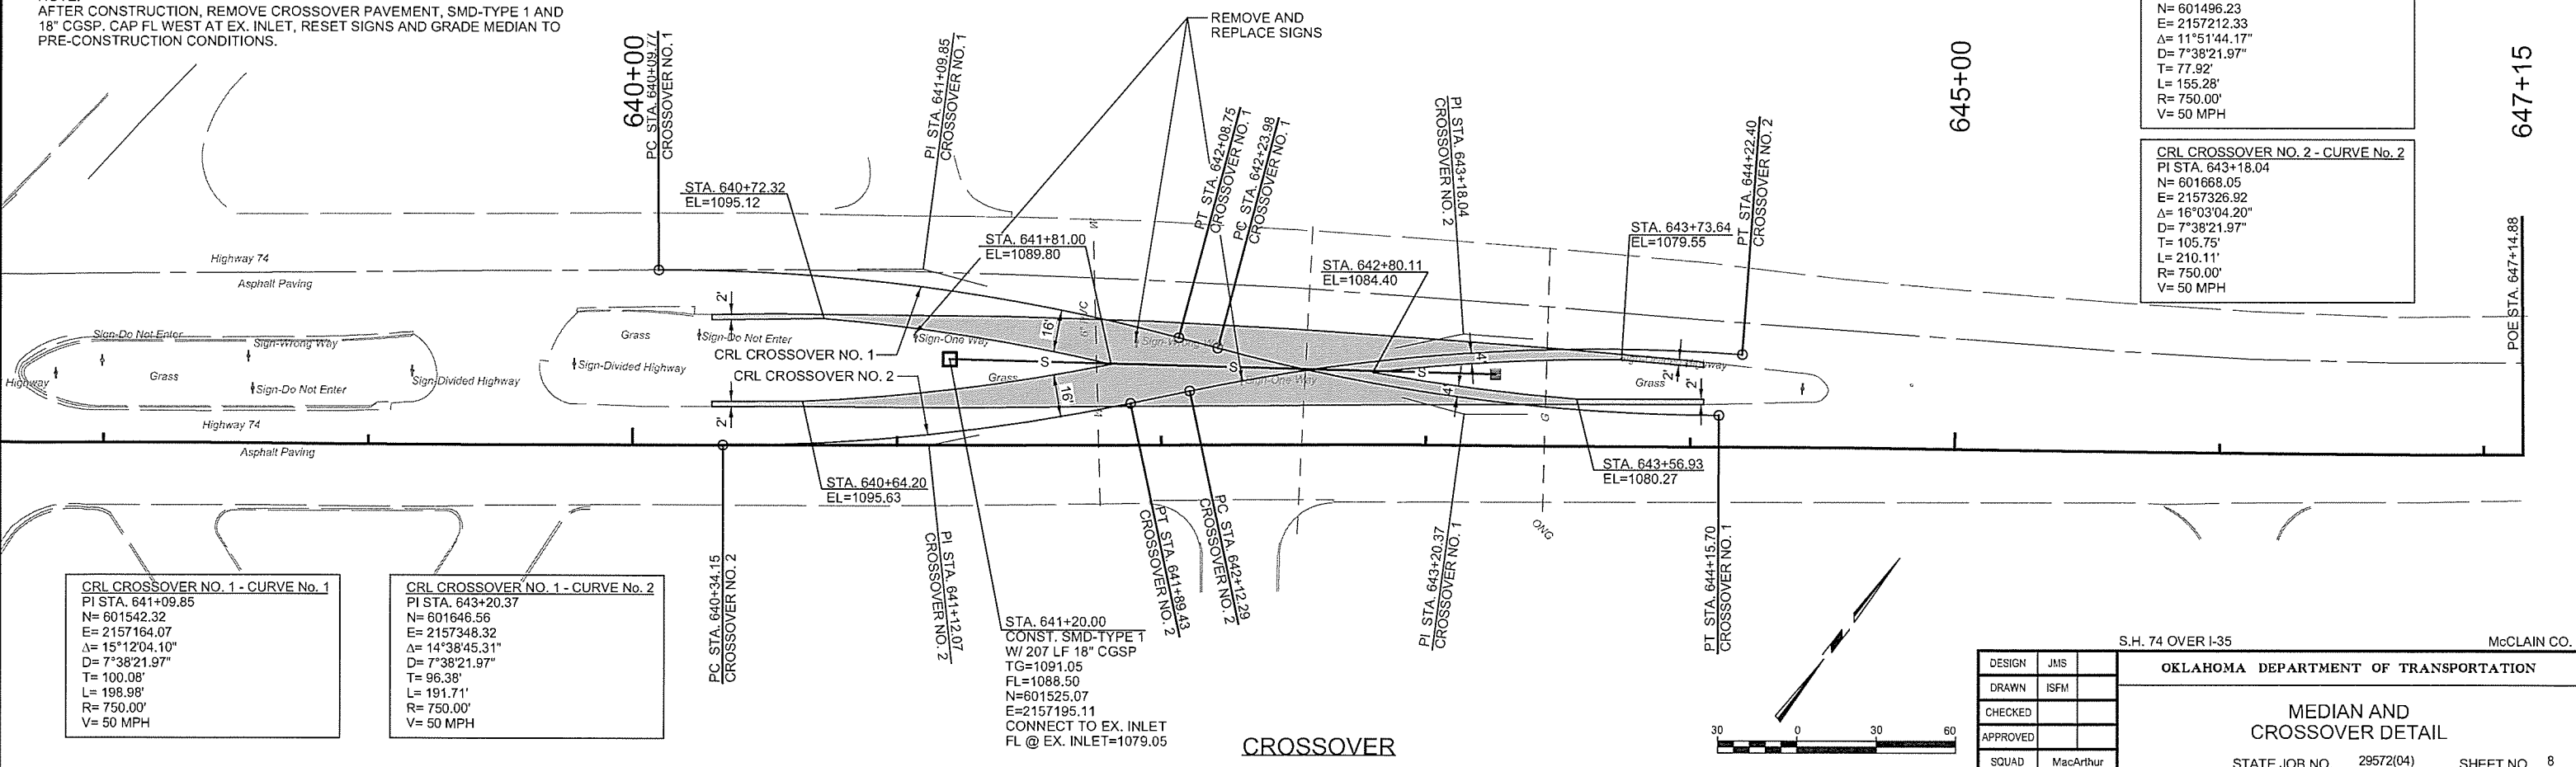 AFTER CONSTRUCTION, REMOVE CROSSOVER PAVEMENT, SMD-TYPE 1 AND
18" CGSP. CAP FL WEST AT EX. INLET, RESET SIGNS AND GRADE MEDIAN TO
PRE-CONSTRUCTION CONDITIONS.
640+00
PC STA. 640+09.77
CROSSOVER NO. 1
PI STA. 641+09.85
CROSSOVER NO. 1
REMOVE AND
REPLACE SIGNS
PT STA. 642+08.75
CROSSOVER NO. 1
PC STA. 642+23.98
CROSSOVER NO. 1
PI STA. 643+18.04
CROSSOVER NO. 2
PT STA. 644+22.40
CROSSOVER NO. 2
645+00
647+15
POE STA. 647+14.88
N= 601496.23
E= 2157212.33
Δ= 11°51'44.17"
D= 7°38'21.97"
T= 77.92'
L= 155.28'
R= 750.00'
V= 50 MPH
CRL CROSSOVER NO. 2 - CURVE No. 2
PI STA. 643+18.04
N= 601668.05
E= 2157326.92
Δ= 16°03'04.20"
D= 7°38'21.97"
T= 105.75'
L= 210.11'
R= 750.00'
V= 50 MPH
STA. 640+72.32
EL=1095.12
STA. 641+81.00
EL=1089.80
STA. 642+80.11
EL=1084.40
STA. 643+73.64
EL=1079.55
Highway 74
Asphalt Paving
Sign-Do Not Enter
Sign-Wrong Way
Grass
Sign-Do Not Enter
Sign-Divided Highway
Highway
Grass
Sign-Divided Highway
2'
Sign-Do Not Enter
Sign-One Way
CRL CROSSOVER NO. 1
CRL CROSSOVER NO. 2
W
16'
S
Grass
16'
W
Sign-Wrong Way
S
Sign-One Way
S
4'
4'
2'
2'
Grass
G
2'
Highway 74
Asphalt Paving
STA. 640+64.20
EL=1095.63
STA. 643+56.93
EL=1080.27
ONG
PC STA. 640+34.15
CROSSOVER NO. 2
PI STA. 641+12.07
CROSSOVER NO. 2
PT STA. 641+89.43
CROSSOVER NO. 2
PC STA. 642+12.29
CROSSOVER NO. 2
PI STA. 643+20.37
CROSSOVER NO. 1
PT STA. 644+15.70
CROSSOVER NO. 1
CRL CROSSOVER NO. 1 - CURVE No. 1
PI STA. 641+09.85
N= 601542.32
E= 2157164.07
Δ= 15°12'04.10"
D= 7°38'21.97"
T= 100.08'
L= 198.98'
R= 750.00'
V= 50 MPH
CRL CROSSOVER NO. 1 - CURVE No. 2
PI STA. 643+20.37
N= 601646.56
E= 2157348.32
Δ= 14°38'45.31"
D= 7°38'21.97"
T= 96.38'
L= 191.71'
R= 750.00'
V= 50 MPH
STA. 641+20.00
CONST. SMD-TYPE 1
W/ 207 LF 18" CGSP
TG=1091.05
FL=1088.50
N=601525.07
E=2157195.11
CONNECT TO EX. INLET
FL @ EX. INLET=1079.05
CROSSOVER
30 0 30 60
S.H. 74 OVER I-35 McCLAIN CO.
DESIGN JMS
DRAWN ISFM
CHECKED
APPROVED
SQUAD MacArthur
OKLAHOMA DEPARTMENT OF TRANSPORTATION
MEDIAN AND
CROSSOVER DETAIL
STATE JOB NO. 29572(04) SHEET NO. 8